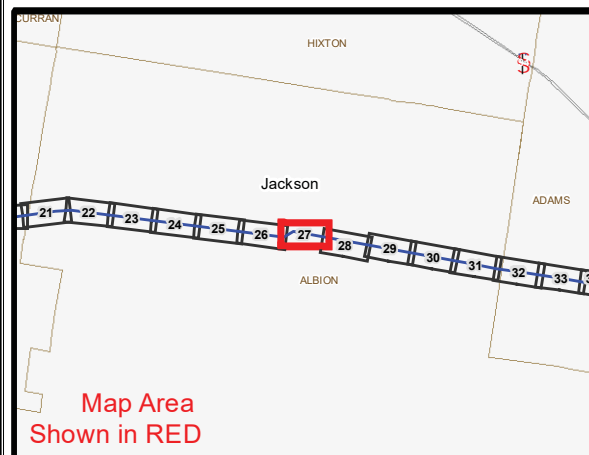 CURRAN
HIXTON
Jackson
ADAMS
21 22 23 24 25 26 27 28 29 30 31 32 33
ALBION
Map Area
Shown in RED